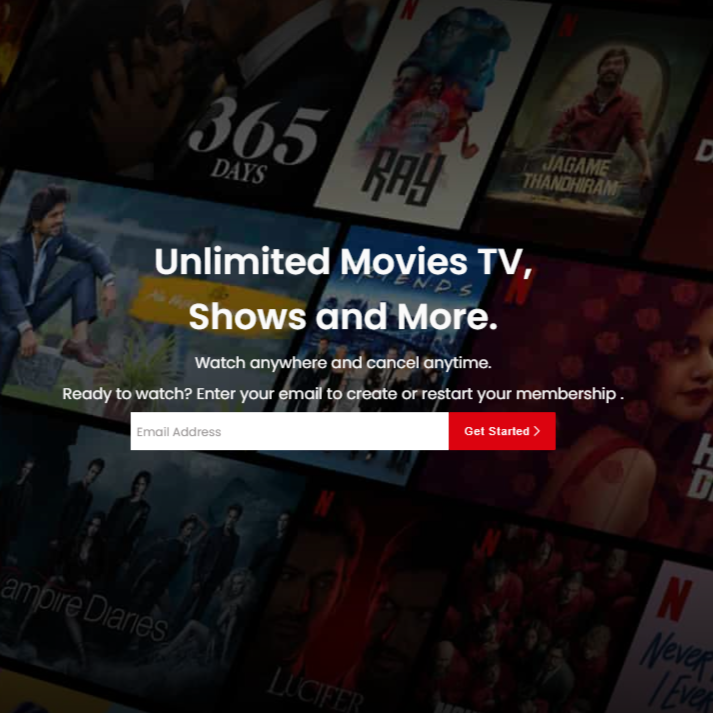 365
DAYS
RAY
JAGAME
THANDHIRAM
Unlimited Movies TV,
FRIENDS
Shows and More.
Watch anywhere and cancel anytime.
Ready to watch? Enter your email to create or restart your membership .
Email Address
Get Started >
ampire Diaries
LUCIFER
N
Never
I Ever